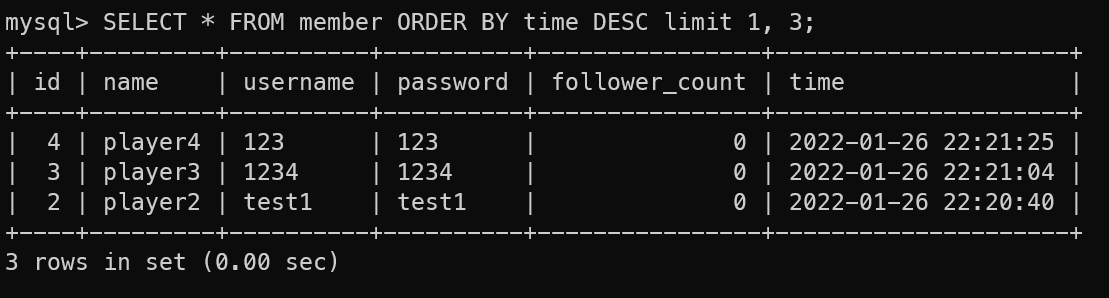 mysql> SELECT * FROM member ORDER BY time DESC limit 1, 3;
+----+---------+----------+----------+----------------+---------------------+
| id | name    | username | password | follower_count | time                |
+----+---------+----------+----------+----------------+---------------------+
|  4 | player4 | 123      | 123      |              0 | 2022-01-26 22:21:25 |
|  3 | player3 | 1234     | 1234     |              0 | 2022-01-26 22:21:04 |
|  2 | player2 | test1    | test1    |              0 | 2022-01-26 22:20:40 |
+----+---------+----------+----------+----------------+---------------------+
3 rows in set (0.00 sec)